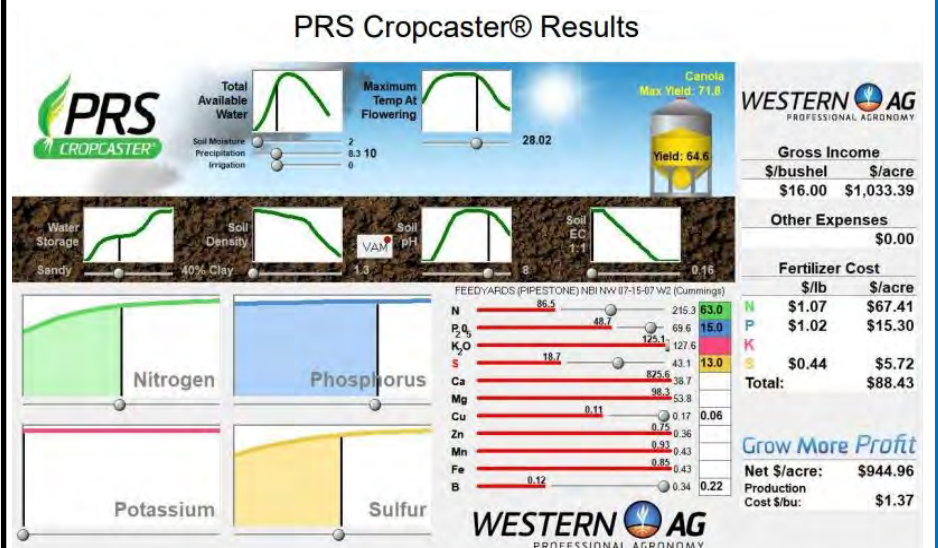 PRS Cropcaster® Results
PRS
CROPCASTER®
Total
Available
Water
Soil Moisture 2
Precipitation 8.3 10
Irrigation 0
Maximum
Temp At
Flowering
28.02
Canola
Max Yield: 71.8
Yield: 64.6
Water
Storage
Sandy 40% Clay
Soil
Density
1.3
VAM
Soil
pH
8
Soil
EC
1:1
0.16
Nitrogen
Phosphorus
Potassium
Sulfur
FEEDYARDS (PIPESTONE) NBI NW 07-15-07 W2 (Cummings)
N 86.5 215.3 63.0
P2O5 48.7 69.6 15.0
K2O 125.1 127.6
S 18.7 43.1 13.0
Ca 825.6 38.7
Mg 98.3 53.8
Cu 0.11 0.17 0.06
Zn 0.75 0.36
Mn 0.93 0.43
Fe 0.85 0.43
B 0.12 0.34 0.22
WESTERN AG
PROFESSIONAL AGRONOMY
WESTERN AG
PROFESSIONAL AGRONOMY
Gross Income
$/bushel $/acre
$16.00 $1,033.39
Other Expenses
$0.00
Fertilizer Cost
$/lb $/acre
N $1.07 $67.41
P $1.02 $15.30
K
S $0.44 $5.72
Total: $88.43
Grow More Profit
Net $/acre: $944.96
Production
Cost $/bu: $1.37